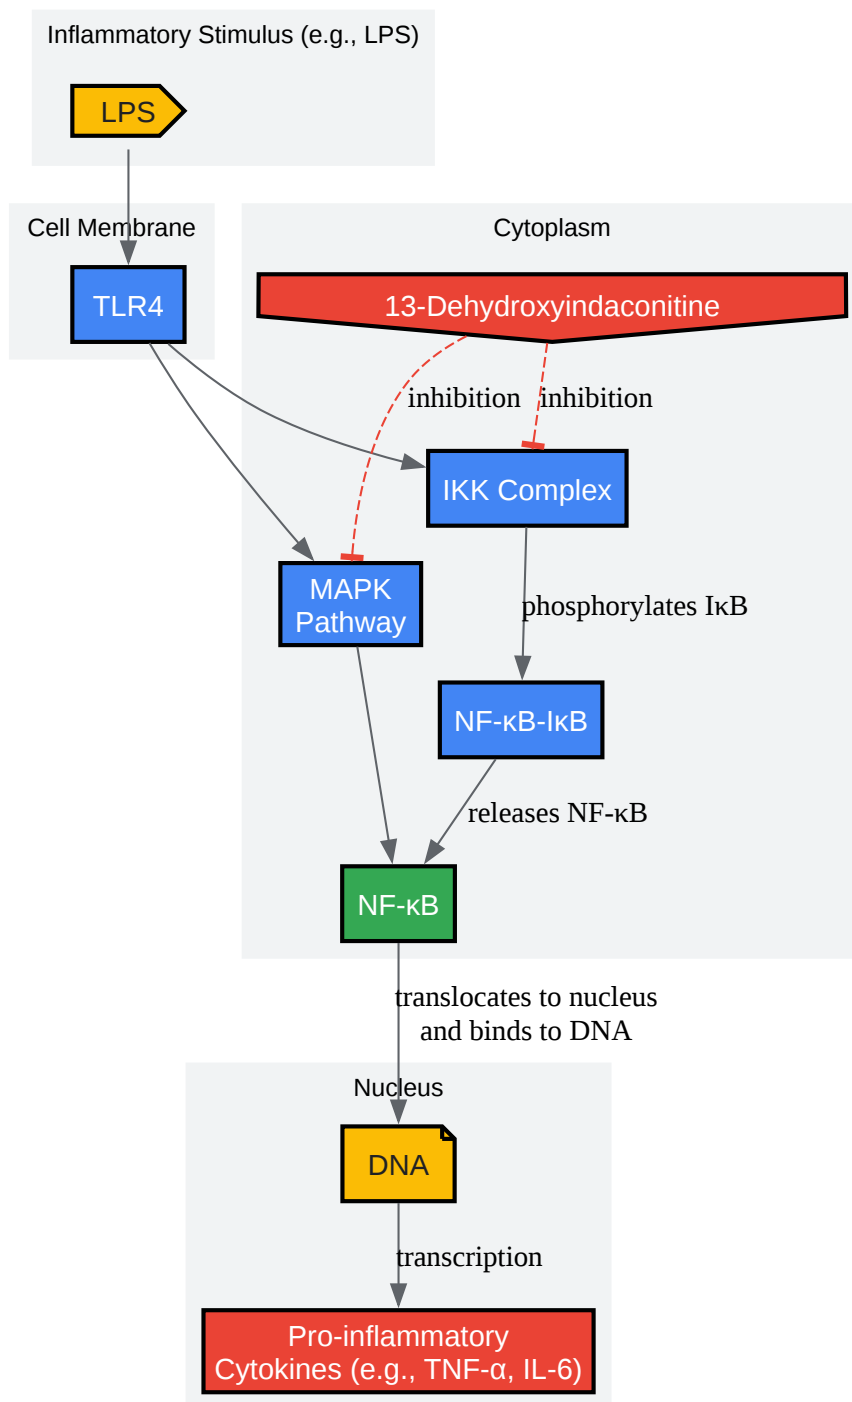 Inflammatory Stimulus (e.g., LPS)
LPS
Cell Membrane
TLR4
Cytoplasm
13-Dehydroxyindaconitine
inhibition
inhibition
IKK Complex
MAPK
Pathway
phosphorylates IκB
NF-κB-IκB
releases NF-κB
NF-κB
translocates to nucleus
and binds to DNA
Nucleus
DNA
transcription
Pro-inflammatory
Cytokines (e.g., TNF-α, IL-6)